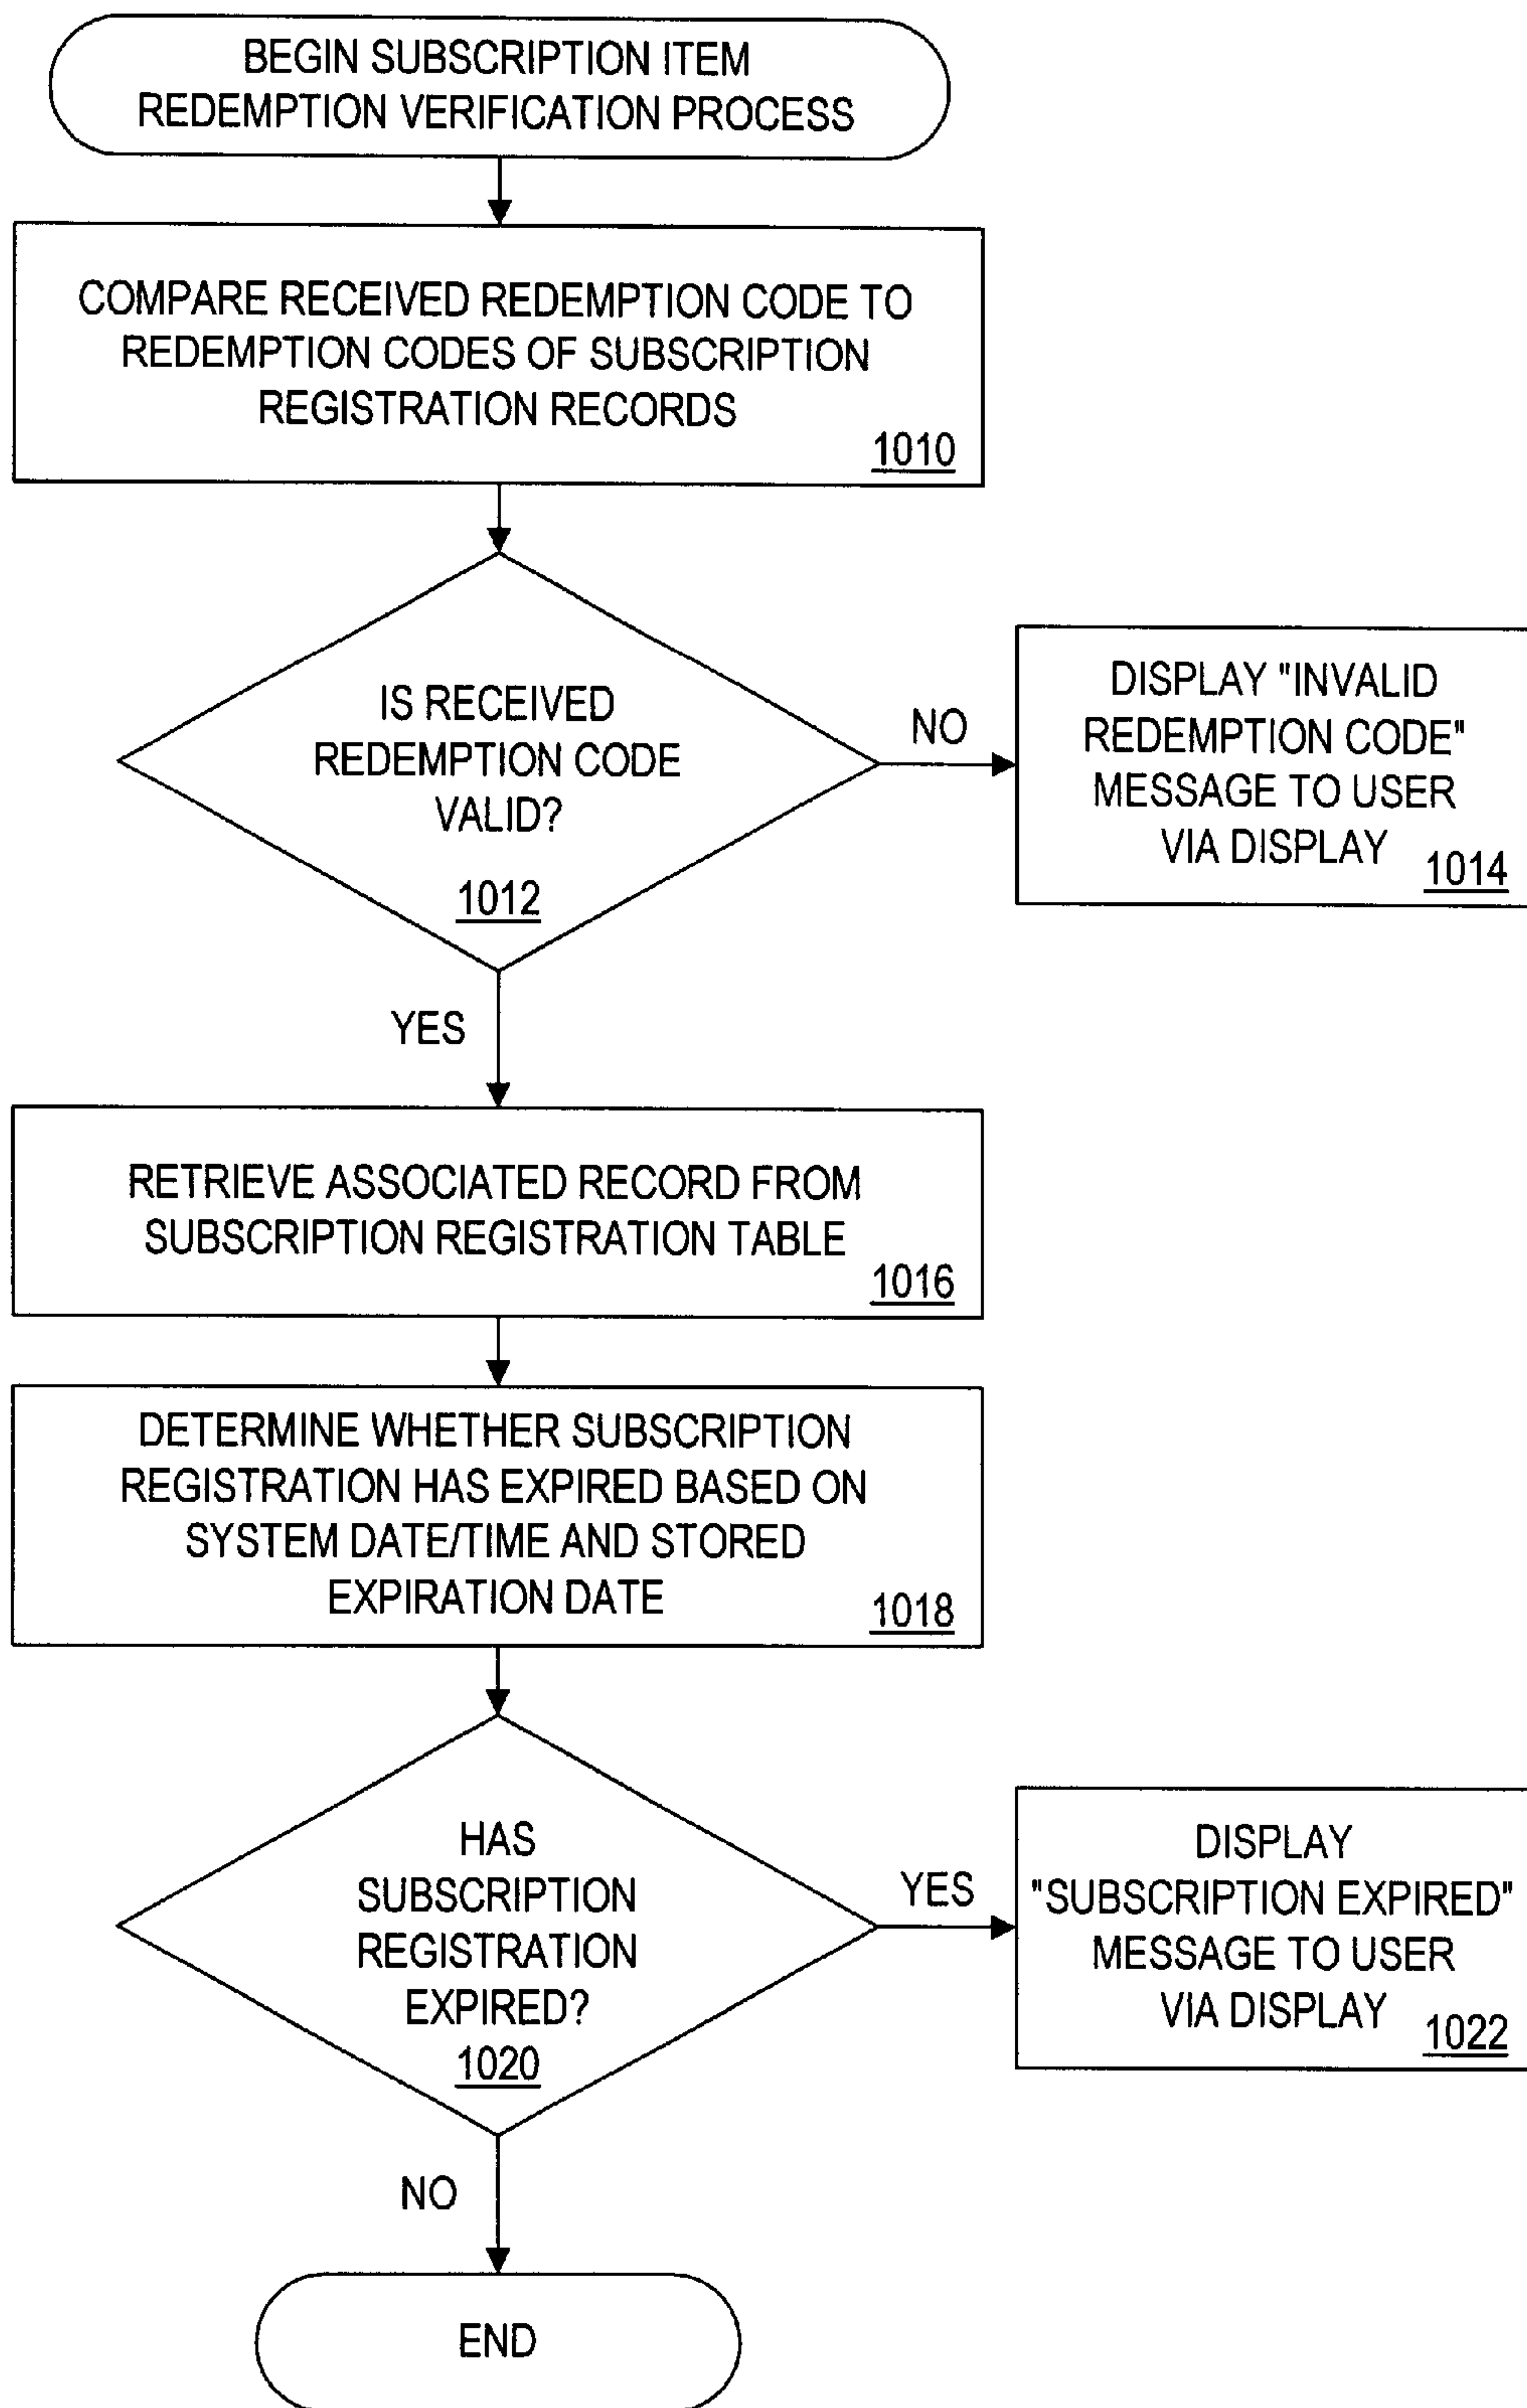 BEGIN SUBSCRIPTION ITEM
REDEMPTION VERIFICATION PROCESS
COMPARE RECEIVED REDEMPTION CODE TO
REDEMPTION CODES OF SUBSCRIPTION
REGISTRATION RECORDS
1010
IS RECEIVED
REDEMPTION CODE
VALID?
1012
NO
DISPLAY "INVALID
REDEMPTION CODE"
MESSAGE TO USER
VIA DISPLAY
1014
YES
RETRIEVE ASSOCIATED RECORD FROM
SUBSCRIPTION REGISTRATION TABLE
1016
DETERMINE WHETHER SUBSCRIPTION
REGISTRATION HAS EXPIRED BASED ON
SYSTEM DATE/TIME AND STORED
EXPIRATION DATE
1018
HAS
SUBSCRIPTION
REGISTRATION
EXPIRED?
1020
YES
DISPLAY
"SUBSCRIPTION EXPIRED"
MESSAGE TO USER
VIA DISPLAY
1022
NO
END